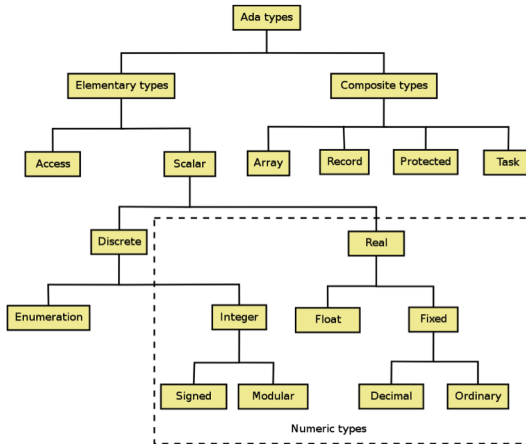 Ada types
Elementary types
Composite types
Access
Scalar
Array
Record
Protected
Task
Discrete
Real
Enumeration
Integer
Float
Fixed
Signed
Modular
Decimal
Ordinary
Numeric types